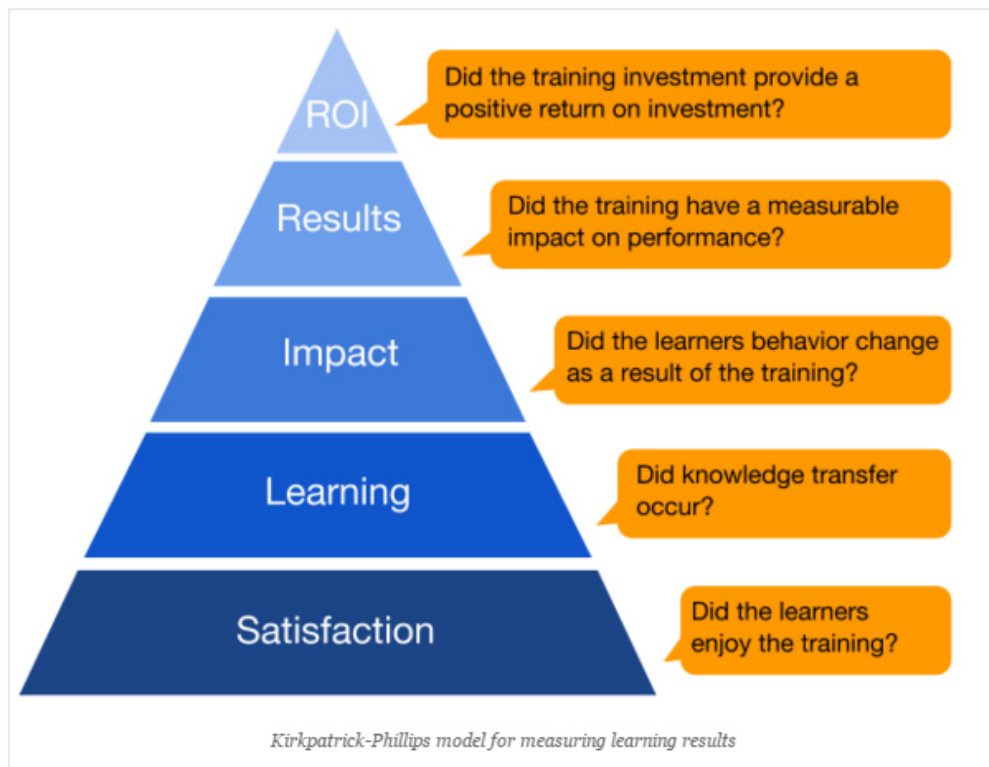 ROI
Did the training investment provide a
positive return on investment?
Results
Did the training have a measurable
impact on performance?
Impact
Did the learners behavior change
as a result of the training?
Learning
Did knowledge transfer
occur?
Satisfaction
Did the learners
enjoy the training?
Kirkpatrick-Phillips model for measuring learning results